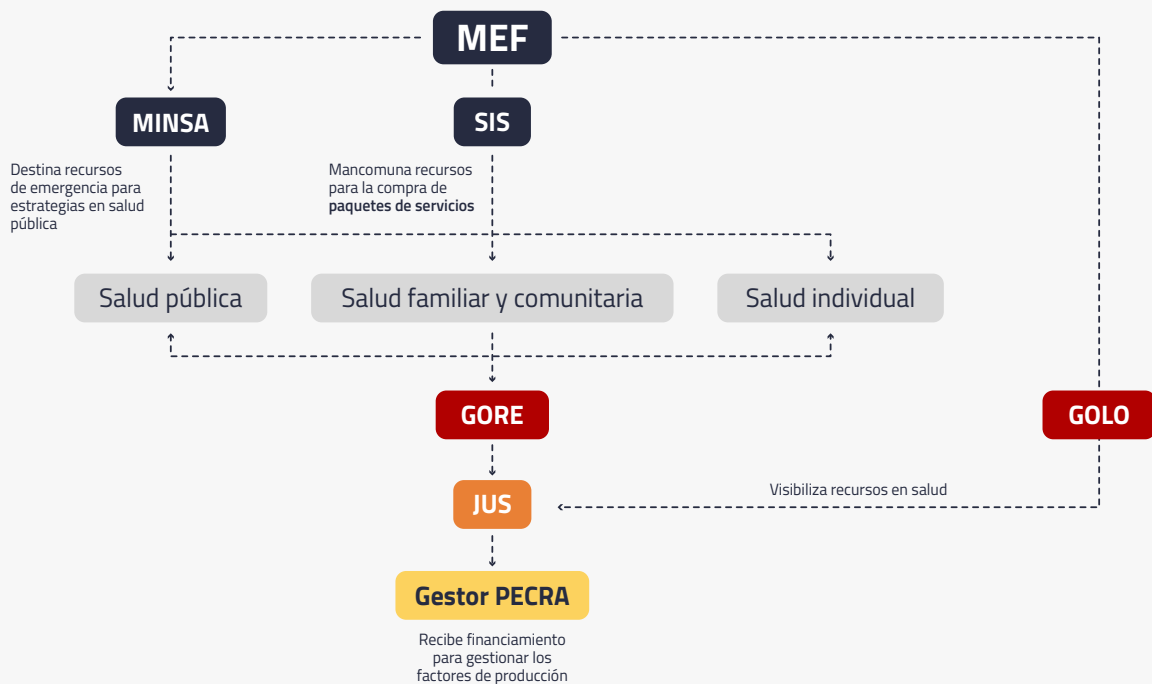 MEF
MINSA
SIS
Destina recursos
de emergencia para
estrategias en salud
pública
Mancomuna recursos
para la compra de
paquetes de servicios
Salud pública
Salud familiar y comunitaria
Salud individual
GORE
GOLO
JUS
Visibiliza recursos en salud
Gestor PECRA
Recibe financiamiento
para gestionar los
factores de producción